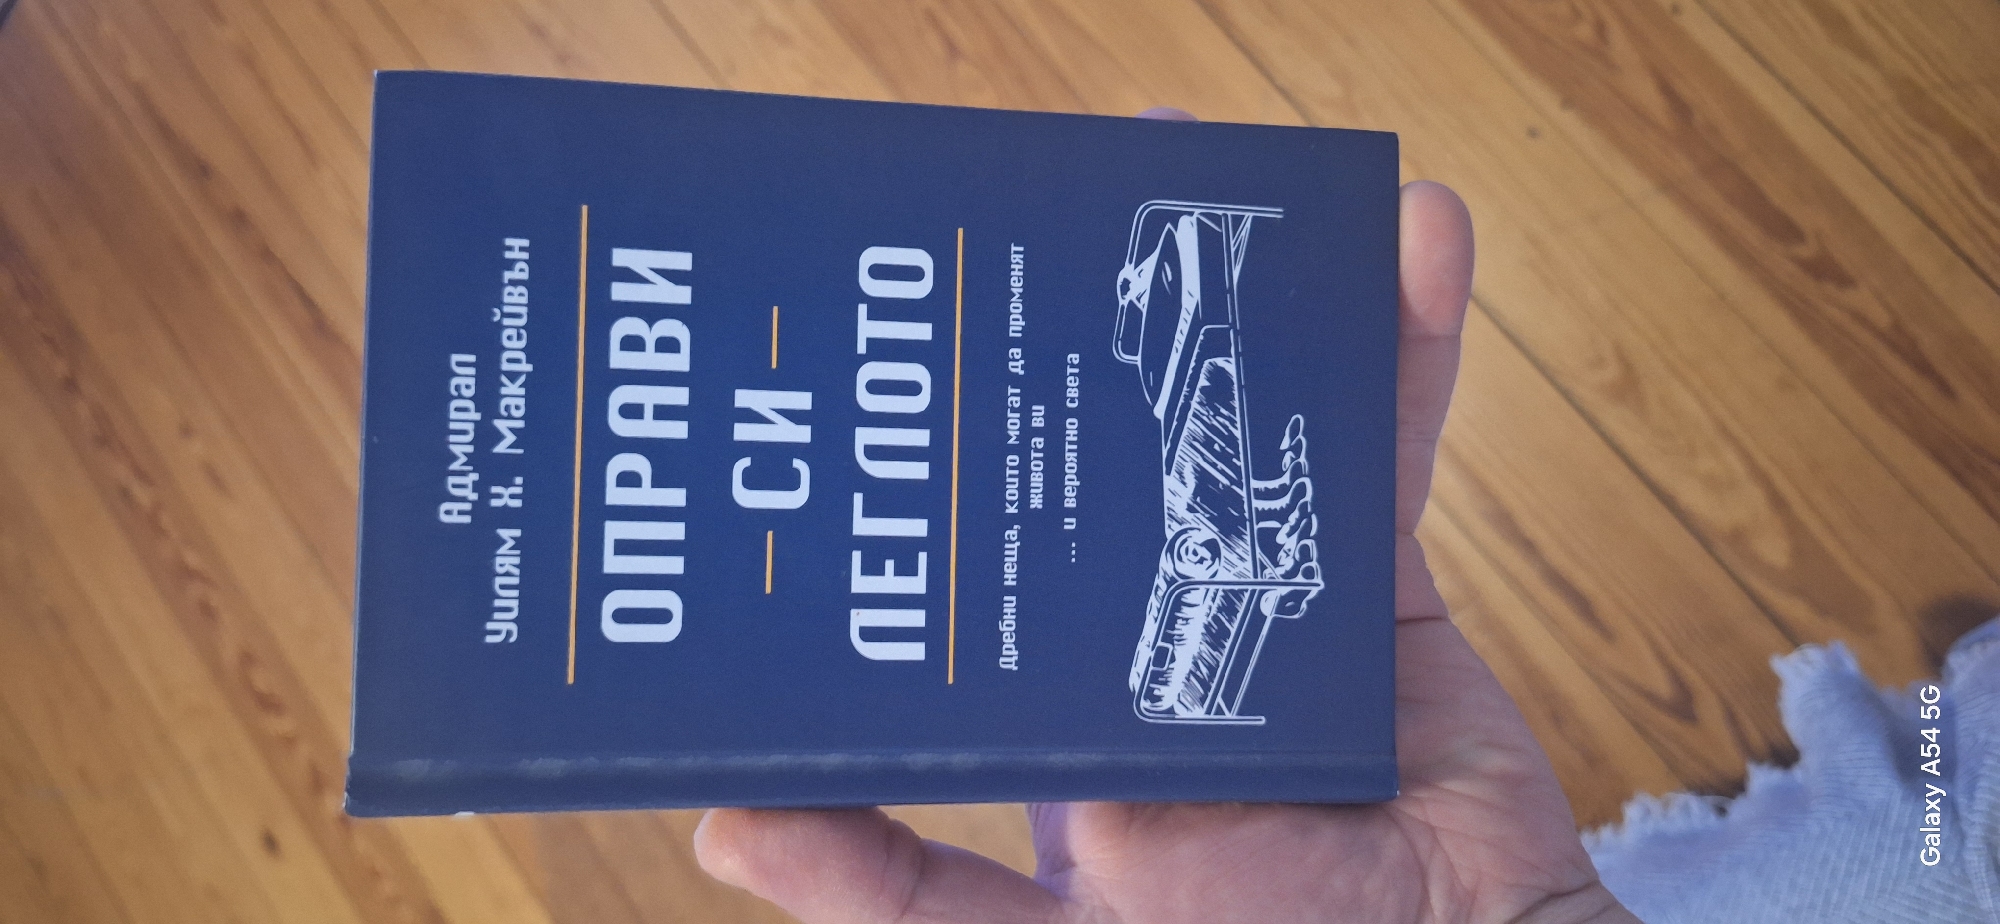 Адмирал
Уилям Х. Макрейвън
ОПРАВИ
СИ
ЛЕГЛОТО
Дребни неща, които могат да променят
живота ви
... и вероятно света
Galaxy A54 5G